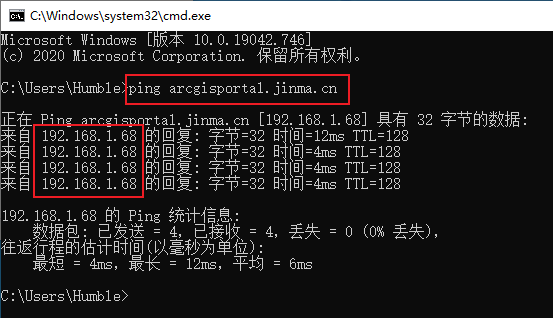 C:\Windows\system32\cmd.exe
Microsoft Windows [版本 10.0.19042.746]
(c) 2020 Microsoft Corporation. 保留所有权利。
C:\Users\Humble>ping arcgisportal.jinma.cn
正在 Ping arcgisportal.jinma.cn [192.168.1.68] 具有 32 字节的数据:
来自 192.168.1.68 的回复: 字节=32 时间=12ms TTL=128
来自 192.168.1.68 的回复: 字节=32 时间=4ms TTL=128
来自 192.168.1.68 的回复: 字节=32 时间=4ms TTL=128
来自 192.168.1.68 的回复: 字节=32 时间=4ms TTL=128
192.168.1.68 的 Ping 统计信息:
数据包: 已发送 = 4, 已接收 = 4, 丢失 = 0 (0% 丢失),
往返行程的估计时间(以毫秒为单位):
最短 = 4ms, 最长 = 12ms, 平均 = 6ms
C:\Users\Humble>